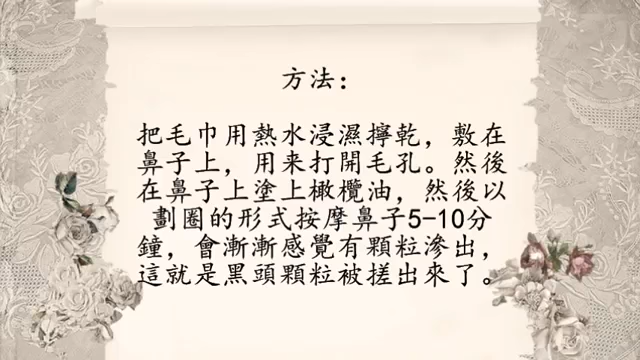 方法：
把毛巾用熱水浸濕擰乾，敷在
鼻子上，用来打開毛孔。然後
在鼻子上塗上橄欖油，然後以
劃圈的形式按摩鼻子5-10分
鐘，會漸漸感覺有顆粒滲出，
這就是黑頭顆粒被搓出來了。